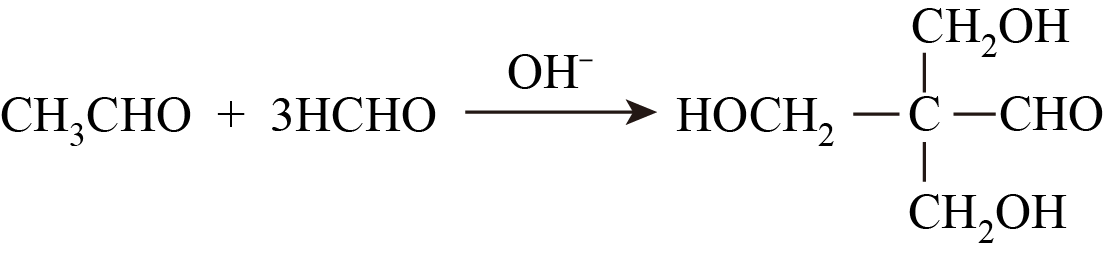 CH₂OH
OH⁻
CH₃CHO + 3HCHO → HOCH₂—C—CHO
CH₂OH